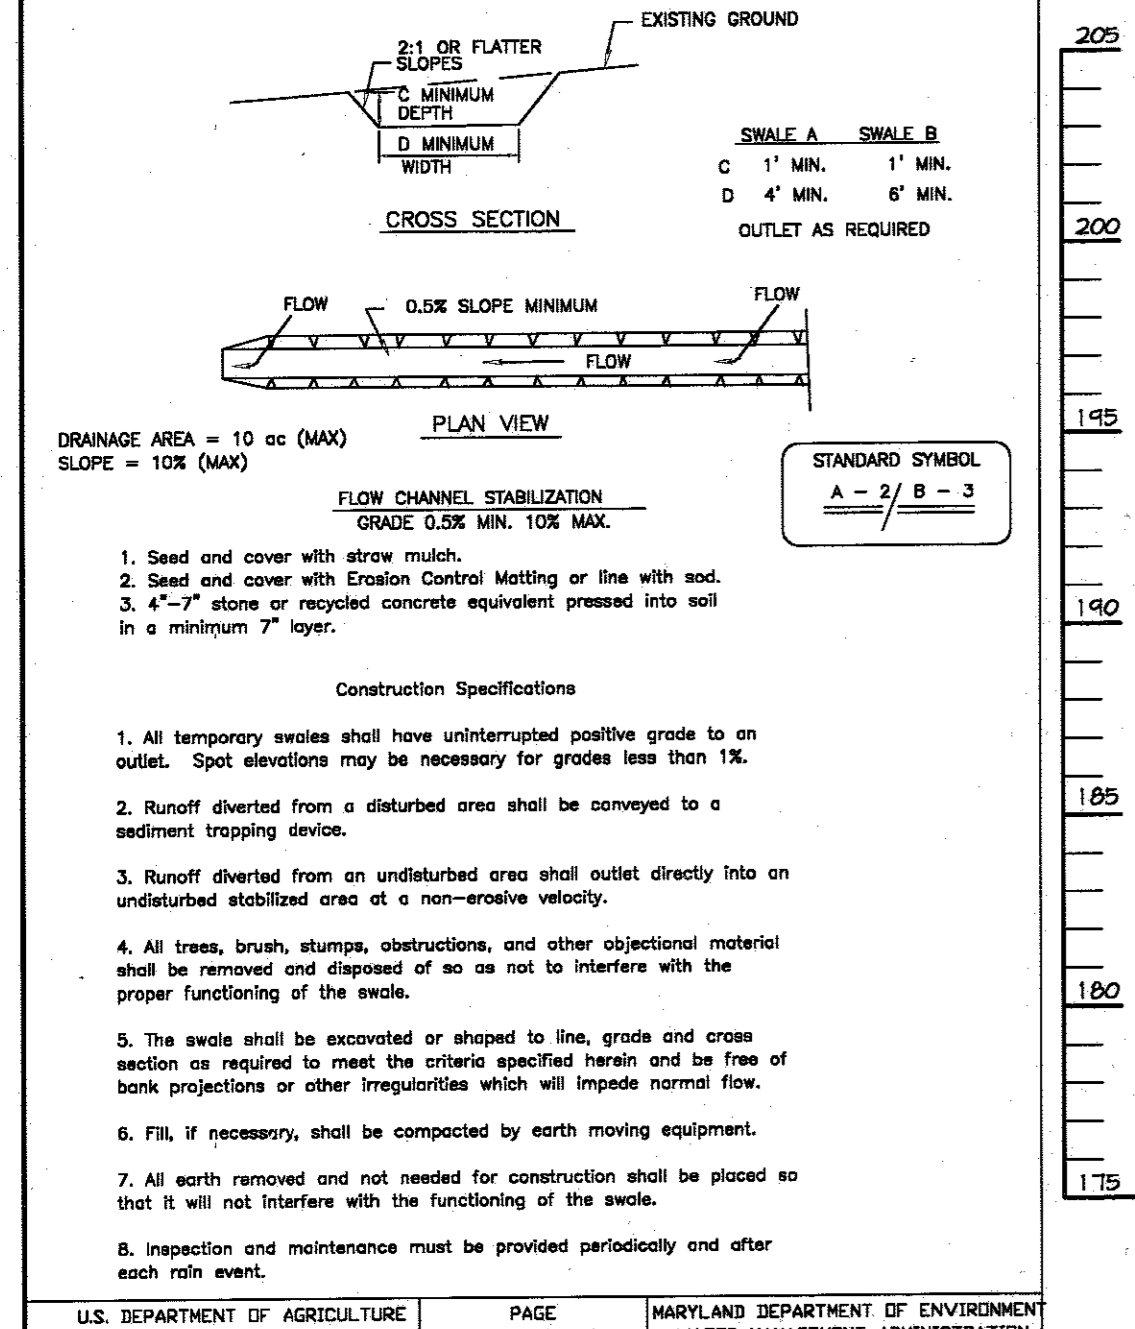 EXISTING GROUND
2:1 OR FLATTER
SLOPES
C MINIMUM
DEPTH
D MINIMUM
WIDTH
CROSS SECTION
SWALE A SWALE B
C 1' MIN. 1' MIN.
D 4' MIN. 6' MIN.
OUTLET AS REQUIRED
FLOW
0.5% SLOPE MINIMUM
FLOW
FLOW
PLAN VIEW
DRAINAGE AREA = 10 ac (MAX)
SLOPE = 10% (MAX)
STANDARD SYMBOL
A - 2/ B - 3
FLOW CHANNEL STABILIZATION
GRADE 0.5% MIN. 10% MAX.
1. Seed and cover with straw mulch.
2. Seed and cover with Erosion Control Matting or line with sod.
3. 4"-7" stone or recycled concrete equivalent pressed into soil
in a minimum 7" layer.
Construction Specifications
1. All temporary swales shall have uninterrupted positive grade to an
outlet. Spot elevations may be necessary for grades less than 1%.
2. Runoff diverted from a disturbed area shall be conveyed to a
sediment trapping device.
3. Runoff diverted from an undisturbed area shall outlet directly into an
undisturbed stabilized area at a non-erosive velocity.
4. All trees, brush, stumps, obstructions, and other objectional material
shall be removed and disposed of so as not to interfere with the
proper functioning of the swale.
5. The swale shall be excavated or shaped to line, grade and cross
section as required to meet the criteria specified herein and be free of
bank projections or other irregularities which will impede normal flow.
6. Fill, if necessary, shall be compacted by earth moving equipment.
7. All earth removed and not needed for construction shall be placed so
that it will not interfere with the functioning of the swale.
8. Inspection and maintenance must be provided periodically and after
each rain event.
U.S. DEPARTMENT OF AGRICULTURE
PAGE
MARYLAND DEPARTMENT OF ENVIRONMENT
205
200
195
190
185
180
175